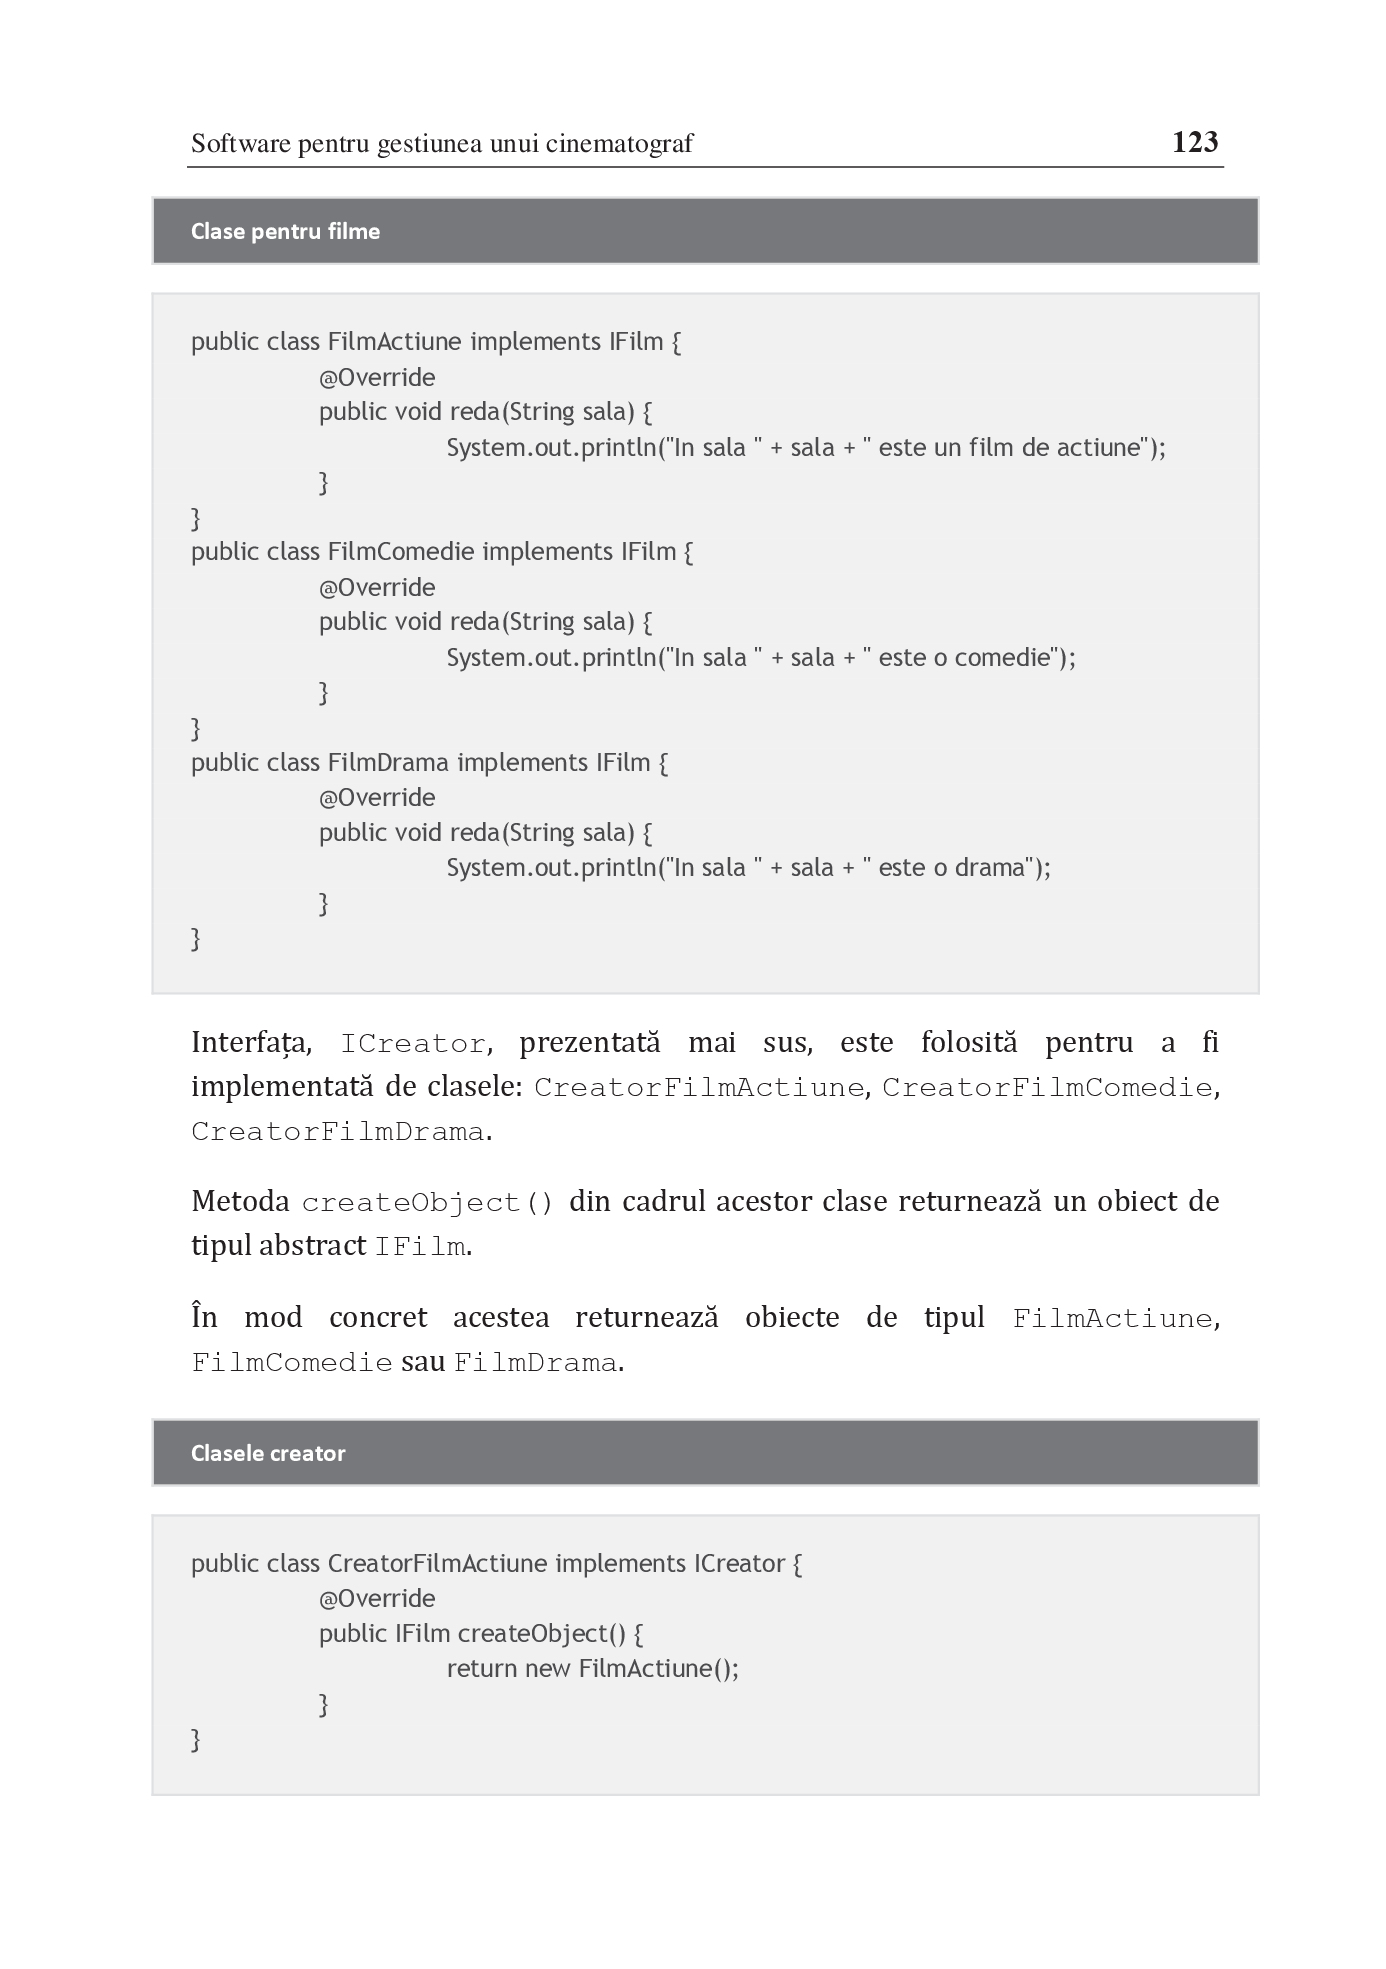 Software pentru gestiunea unui cinematograf 123
Clase pentru filme
public class FilmActiune implements IFilm {
@Override
public void reda(String sala) {
System.out.println("In sala " + sala + " este un film de actiune");
}
}
public class FilmComedie implements IFilm {
@Override
public void reda(String sala) {
System.out.println("In sala " + sala + " este o comedie");
}
}
public class FilmDrama implements IFilm {
@Override
public void reda(String sala) {
System.out.println("In sala " + sala + " este o drama");
}
}
Interfața, ICreator, prezentată mai sus, este folosită pentru a fi
implementată de clasele: CreatorFilmActiune, CreatorFilmComedie,
CreatorFilmDrama.
Metoda createObject() din cadrul acestor clase returnează un obiect de
tipul abstract IFilm.
În mod concret acestea returnează obiecte de tipul FilmActiune,
FilmComedie sau FilmDrama.
Clasele creator
public class CreatorFilmActiune implements ICreator {
@Override
public IFilm createObject() {
return new FilmActiune();
}
}